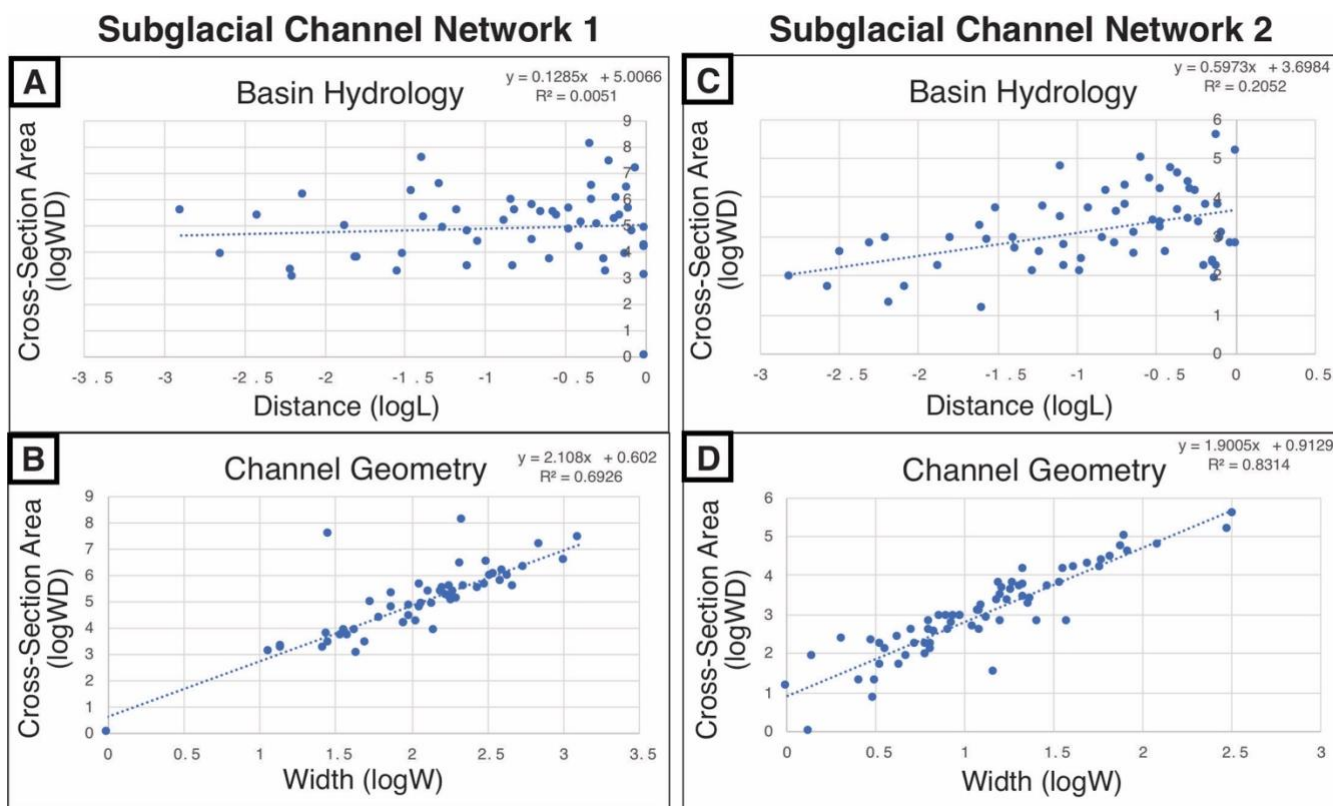 Subglacial Channel Network 1
A
Basin Hydrology
y = 0.1285x + 5.0066
R² = 0.0051
Cross-Section Area
(logWD)
9
8
7
6
5
4
3
2
1
0
-3 . 5 -3 -2 . 5 -2 -1 . 5 -1 -0 . 5 0
Distance (logL)
B
Channel Geometry
y = 2.108x + 0.602
R² = 0.6926
Cross-Section Area
(logWD)
9
8
7
6
5
4
3
2
1
0
0 1 1.5 2 2.5 3 3.5
Width (logW)
Subglacial Channel Network 2
C
Basin Hydrology
y = 0.5973x + 3.6984
R² = 0.2052
Cross-Section Area
(logWD)
6
5
4
3
2
1
0
-3 -2 . 5 -2 -1 . 5 -1 -0 . 5 0 0.5
Distance (logL)
D
Channel Geometry
y = 1.9005x + 0.9129
R² = 0.8314
Cross-Section Area
(logWD)
6
5
4
3
2
1
0
0 0.5 1 1.5 2 2.5 3
Width (logW)